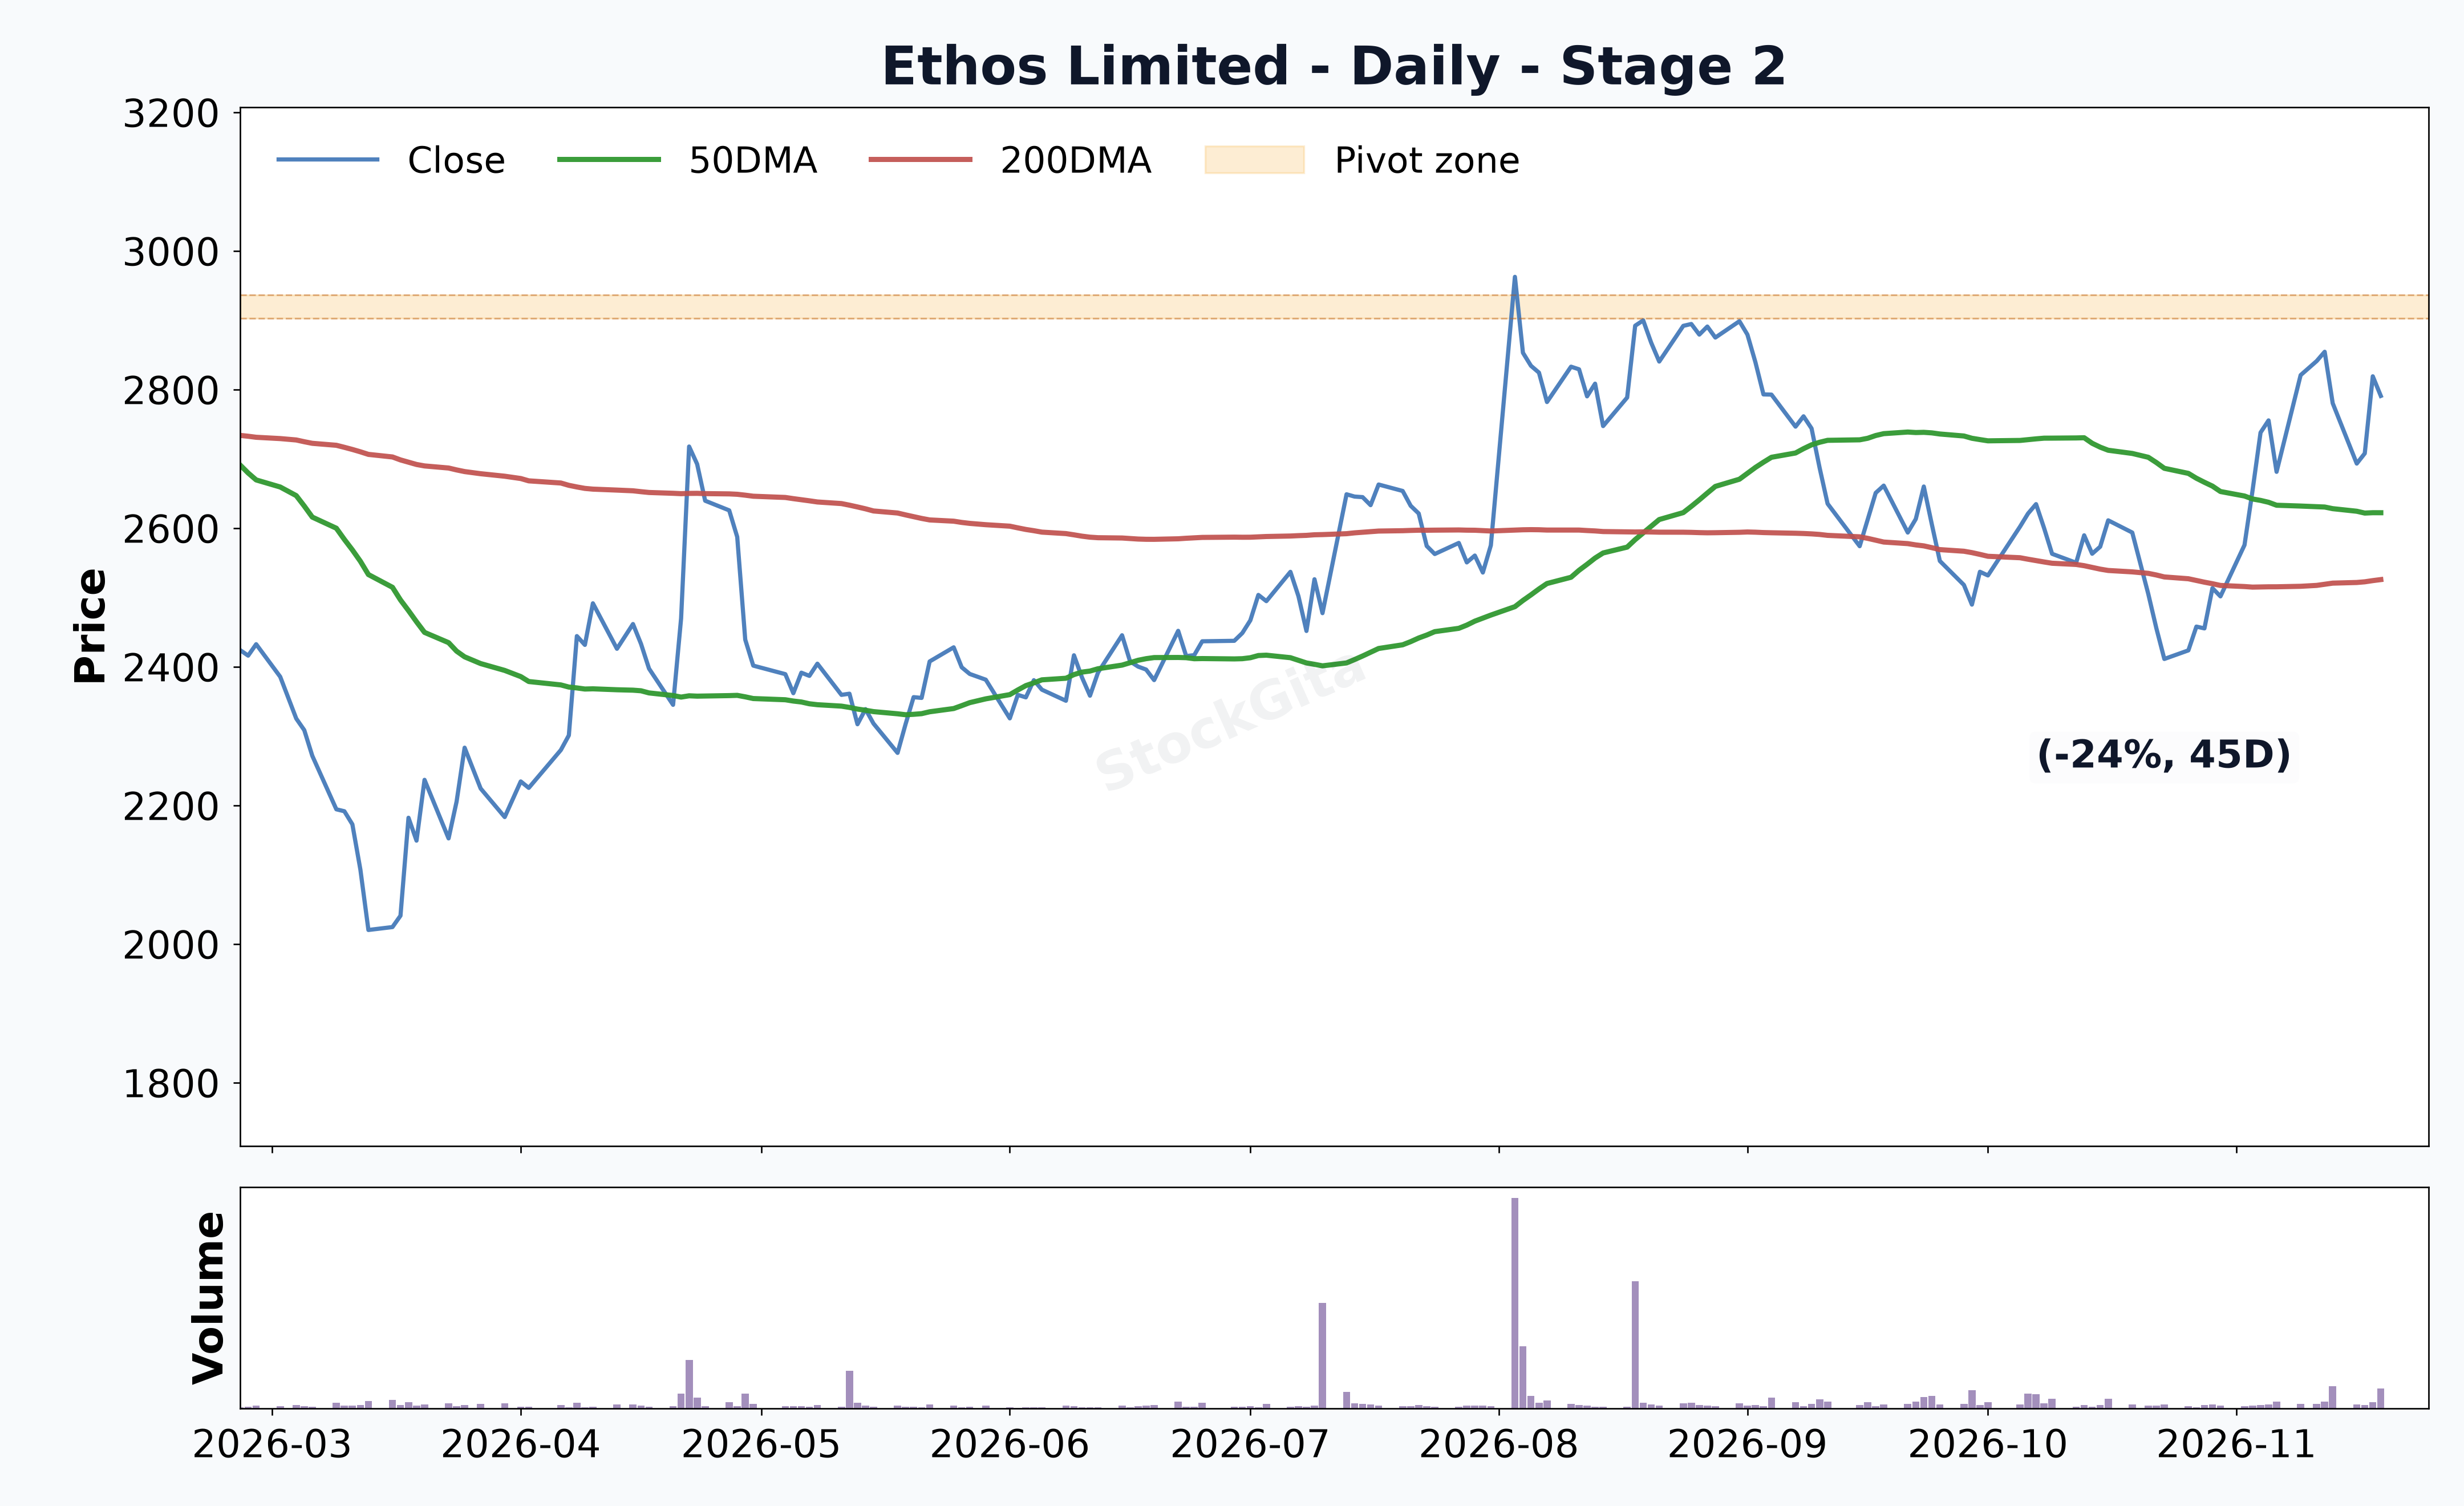 Ethos Limited - Daily - Stage 2
3200
Close 50DMA 200DMA Pivot zone
3000
2800
2600
2400
2200
2000
1800
Price
StockGita
(-24%, 45D)
Volume
2026-03 2026-04 2026-05 2026-06 2026-07 2026-08 2026-09 2026-10 2026-11